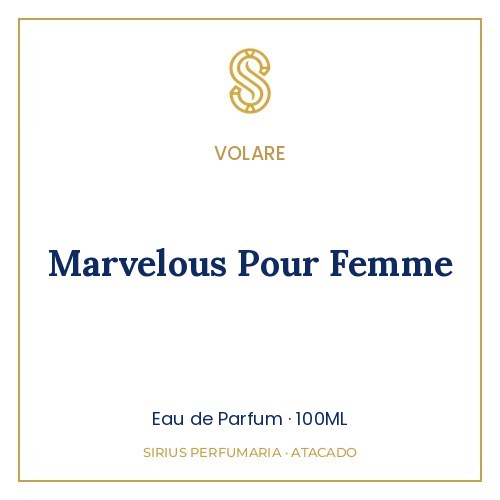 VOLARE
Marvelous Pour Femme
Eau de Parfum · 100ML
SIRIUS PERFUMARIA · ATACADO